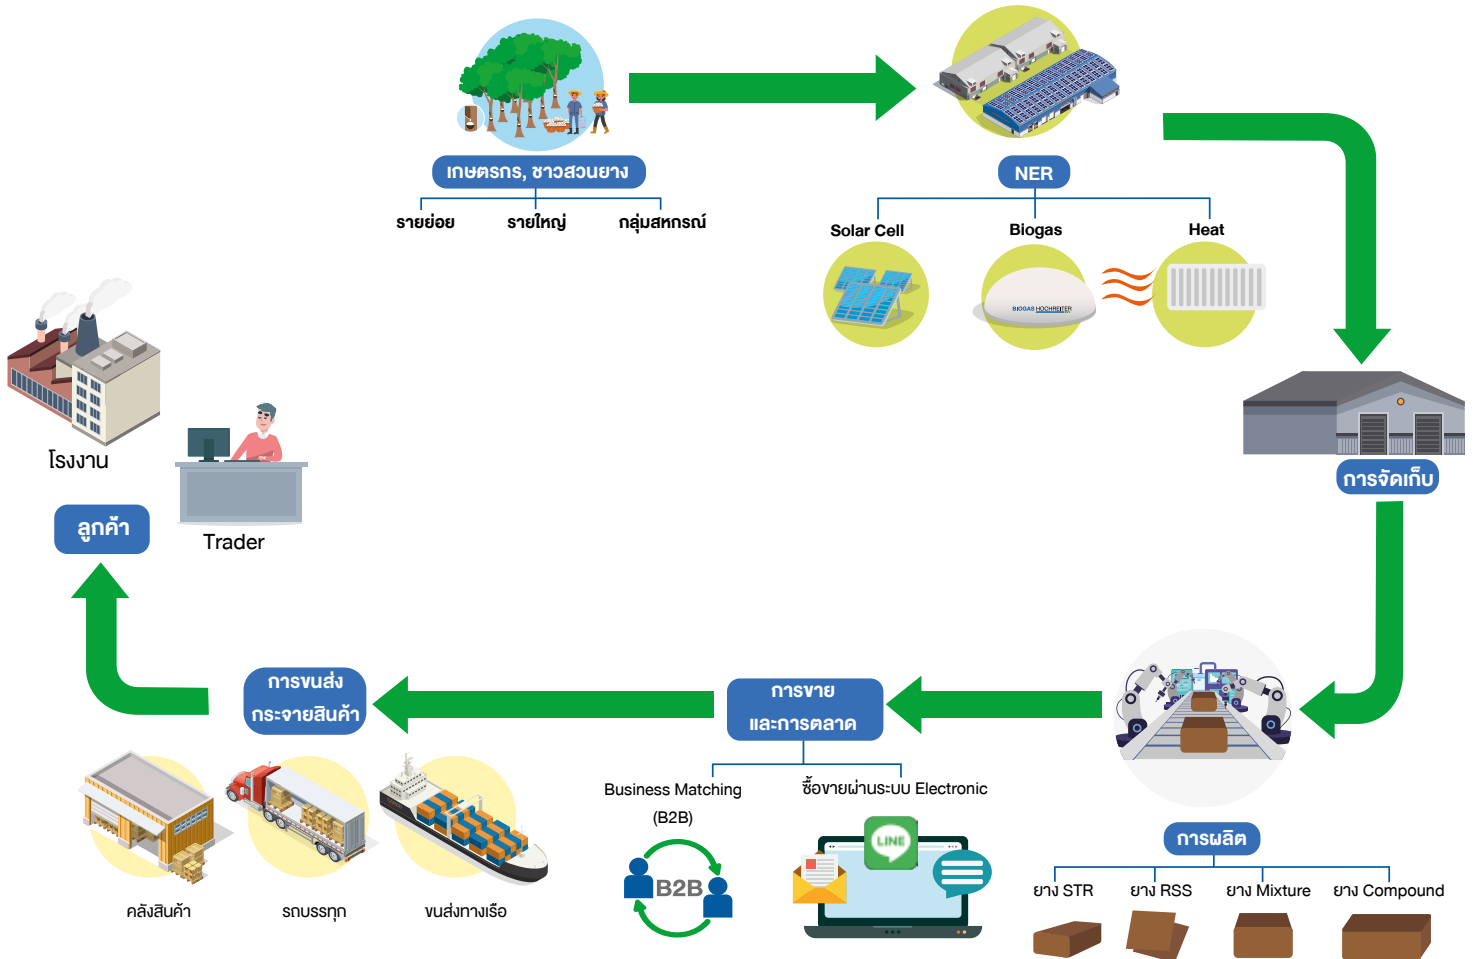 เกษตรกร, ชาวสวนยาง
รายย่อย
รายใหญ่
กลุ่มสหกรณ์
NER
Solar Cell
Biogas
Heat
BIOGAS HOCHREITER
การจัดเก็บ
โรงงาน
Trader
ลูกค้า
การขนส่ง
กระจายสินค้า
คลังสินค้า
รถบรรทุก
ขนส่งทางเรือ
การขาย
และการตลาด
Business Matching
(B2B)
B2B
ซื้อขายผ่านระบบ Electronic
LINE
การผลิต
ยาง STR
ยาง RSS
ยาง Mixture
ยาง Compound